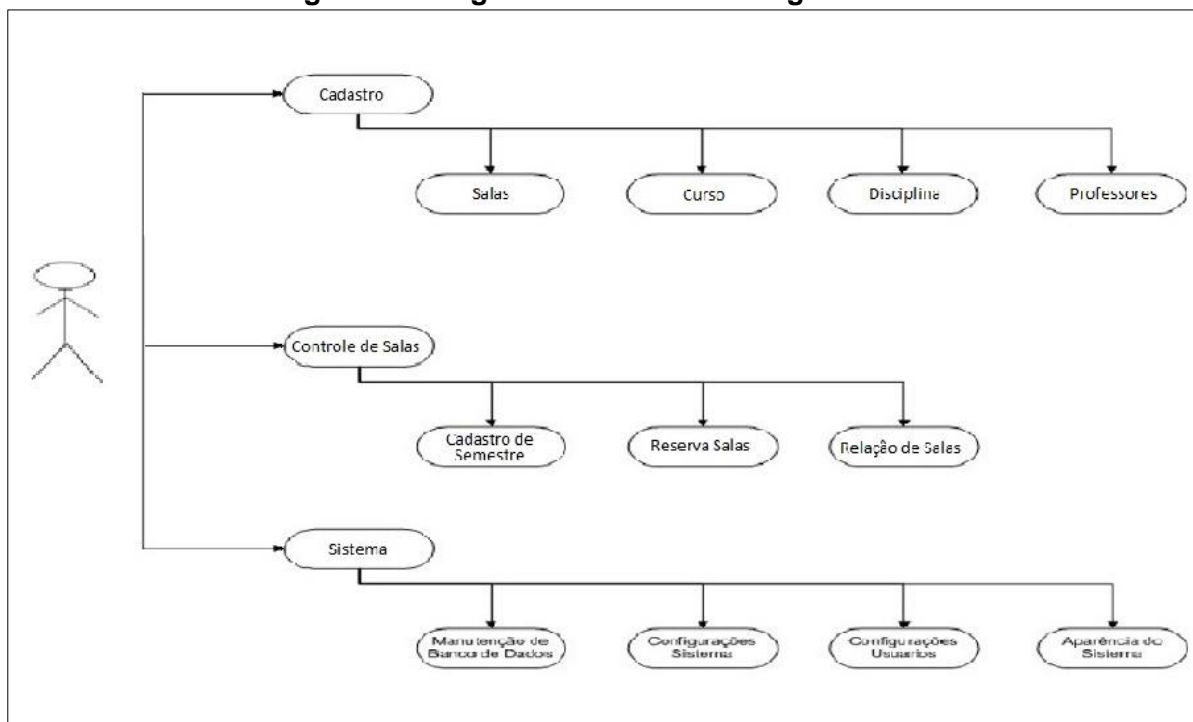 Cadastro
Salas
Curso
Disciplina
Professores
Controle de Salas
Cadastro de
Semestre
Reserva Salas
Relação de Salas
Sistema
Manutenção de
Banco de Dados
Configurações
Sistema
Configurações
Usuarios
Aparência do
Sistema